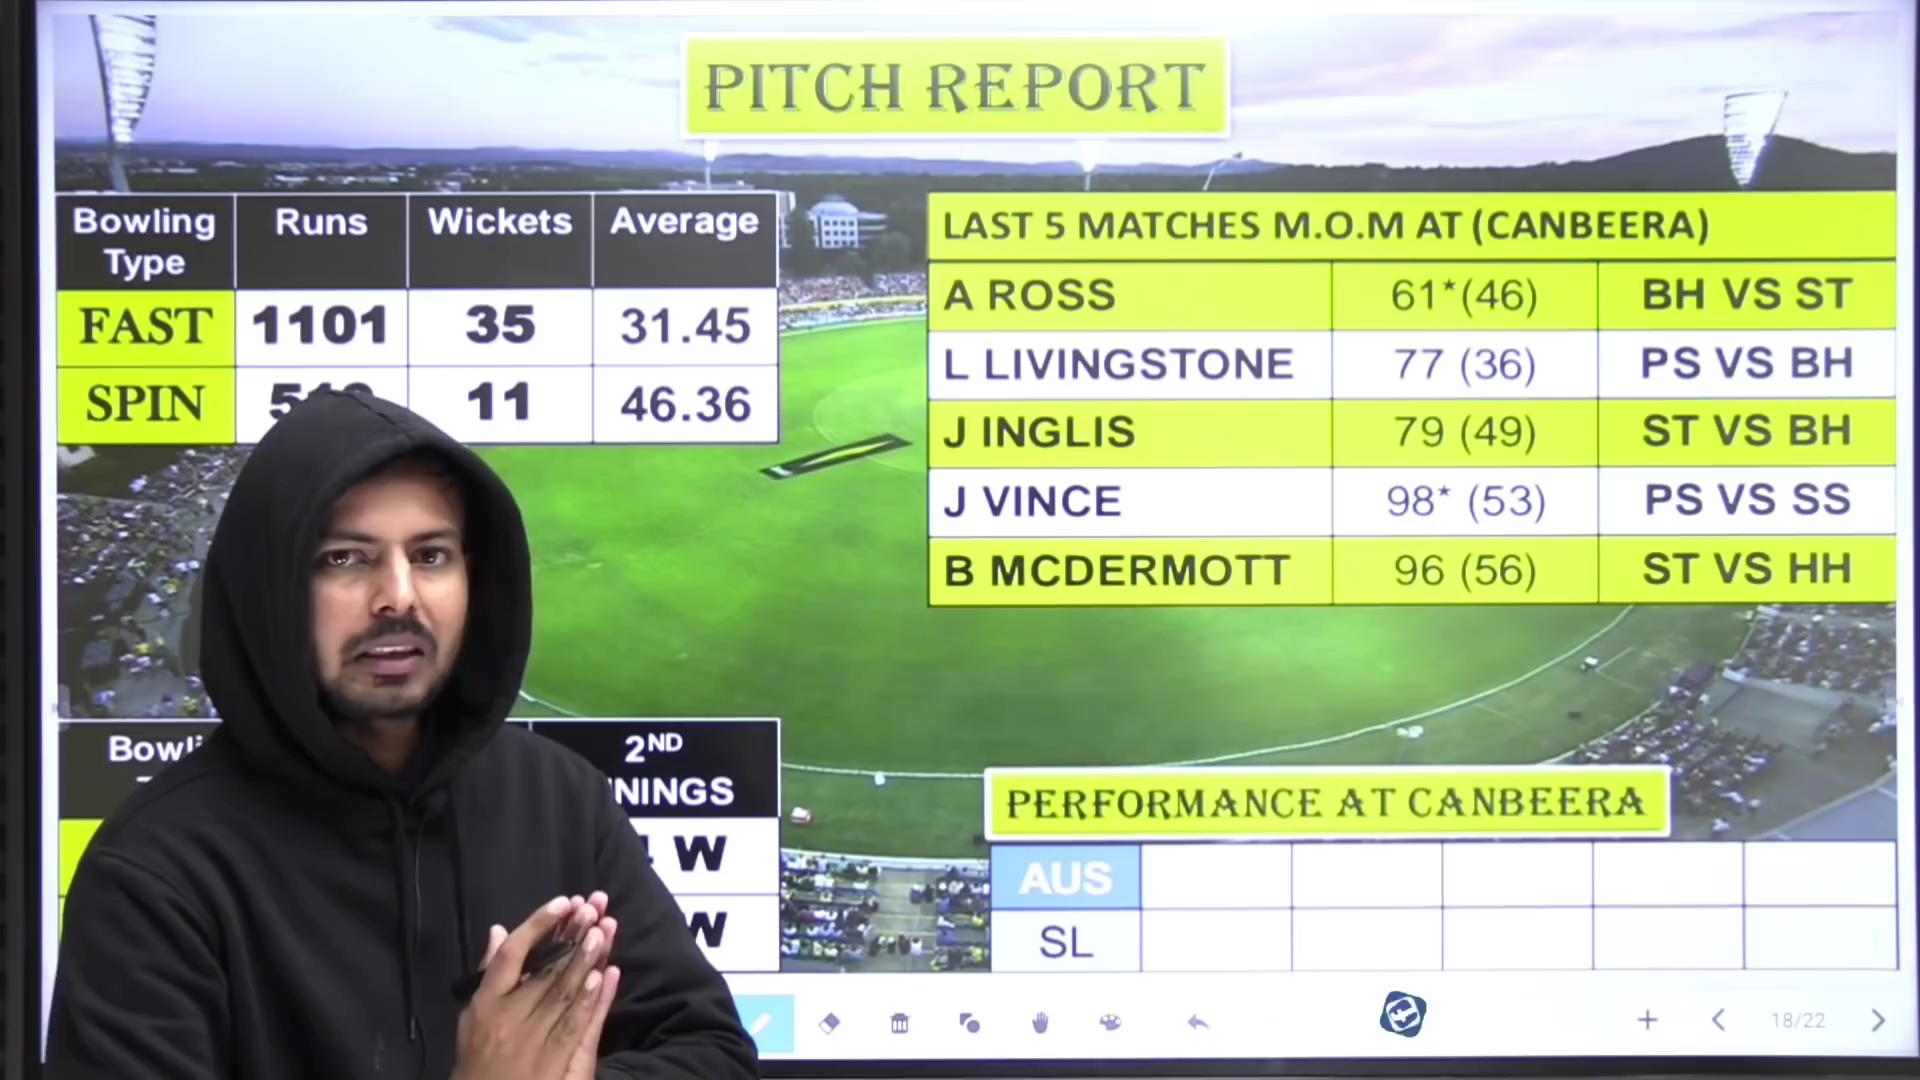 PITCH REPORT
Bowling Type Runs Wickets Average
FAST 1101 35 31.45
SPIN 11 46.36
LAST 5 MATCHES M.O.M AT (CANBEERA)
A ROSS 61*(46) BH VS ST
L LIVINGSTONE 77 (36) PS VS BH
J INGLIS 79 (49) ST VS BH
J VINCE 98* (53) PS VS SS
B MCDERMOTT 96 (56) ST VS HH
2ND
W
W
PERFORMANCE AT CANBEERA
AUS
SL
18/22